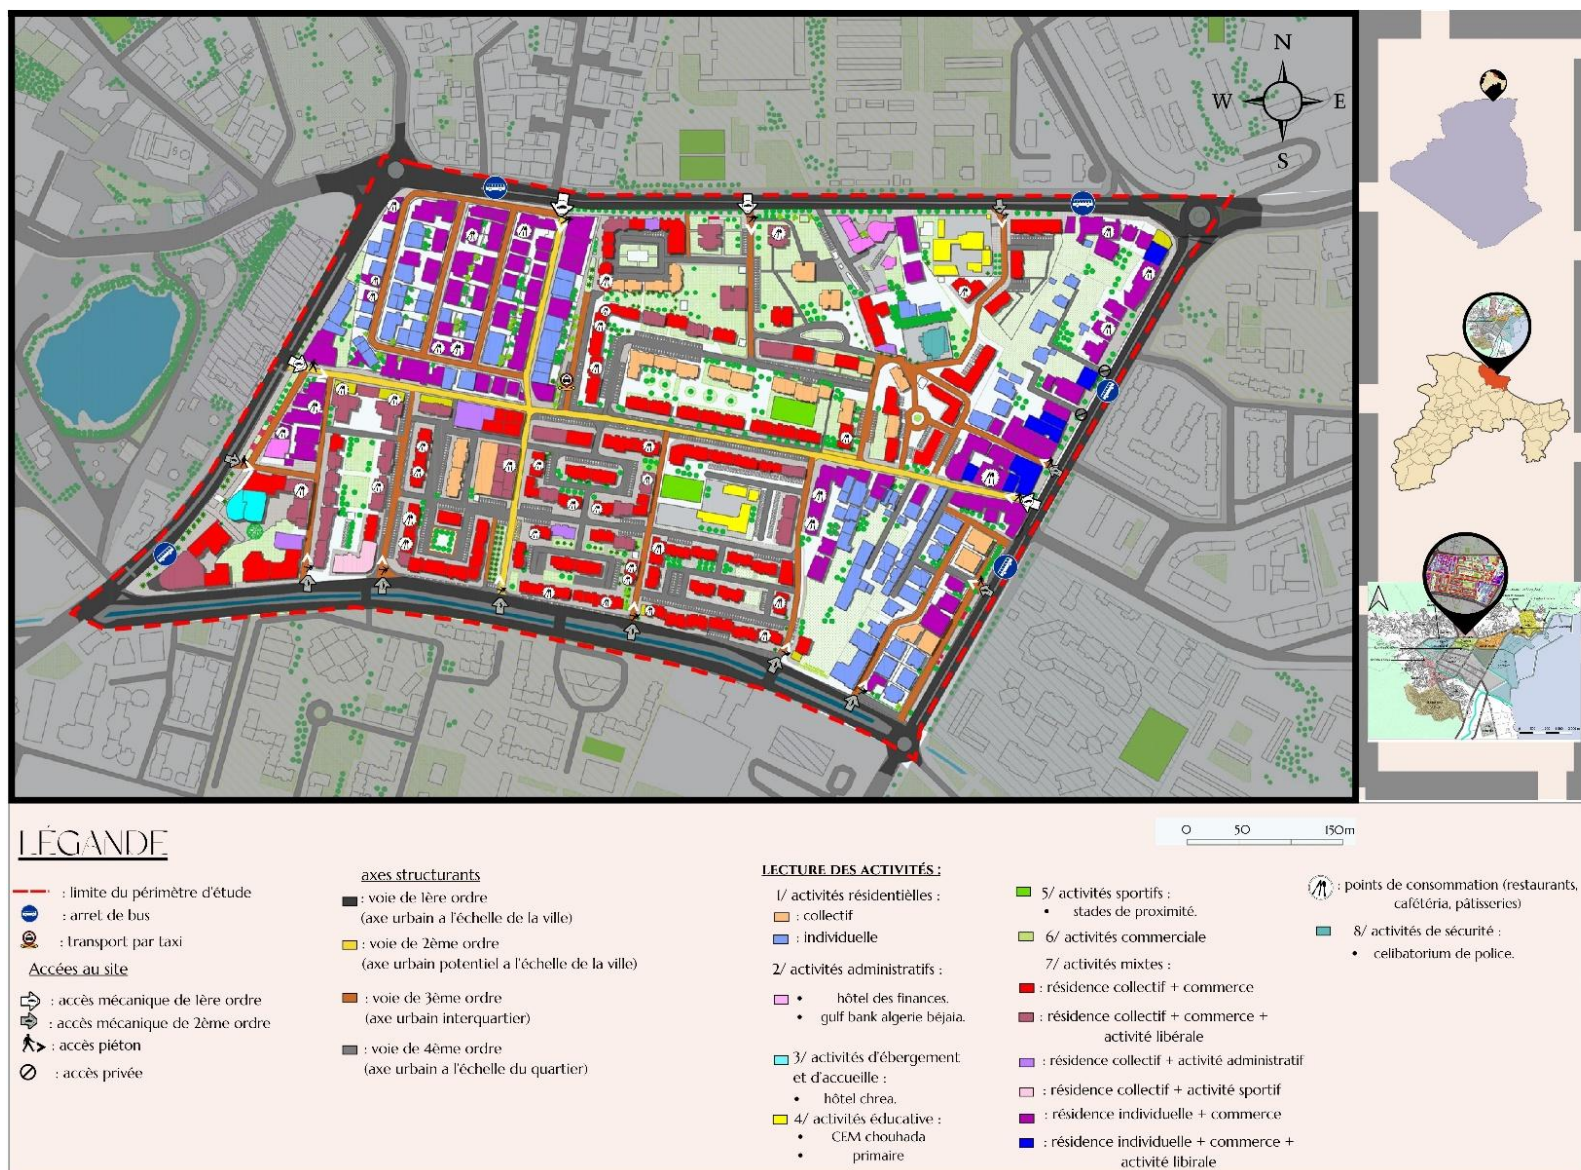 N
W
E
S
0 50 150m
LÉGANDE
: limite du périmètre d'étude
: arret de bus
: transport par taxi
Accées au site
: accès mécanique de 1ère ordre
: accès mécanique de 2ème ordre
: accès piéton
: accès privée
axes structurants
: voie de 1ère ordre
(axe urbain a l'échelle de la ville)
: voie de 2ème ordre
(axe urbain potentiel a l'échelle de la ville)
: voie de 3ème ordre
(axe urbain interquartier)
: voie de 4ème ordre
(axe urbain a l'échelle du quartier)
LECTURE DES ACTIVITÉS :
1/ activités résidentièlles :
: collectif
: individuelle
2/ activités administratifs :
• hôtel des finances.
• gulf bank algerie béjaia.
3/ activités d'ébergement
et d'accueille :
• hôtel chrea.
4/ activités éducative :
• CEM chouhada
• primaire
5/ activités sportifs :
• stades de proximité.
6/ activités commerciale
7/ activités mixtes :
: résidence collectif + commerce
: résidence collectif + commerce +
activité libérale
: résidence collectif + activité administratif
: résidence collectif + activité sportif
: résidence individuelle + commerce
: résidence individuelle + commerce +
activité libirale
: points de consommation (restaurants,
cafétéria, pâtisseries)
8/ activités de sécurité :
• celibatorium de police.